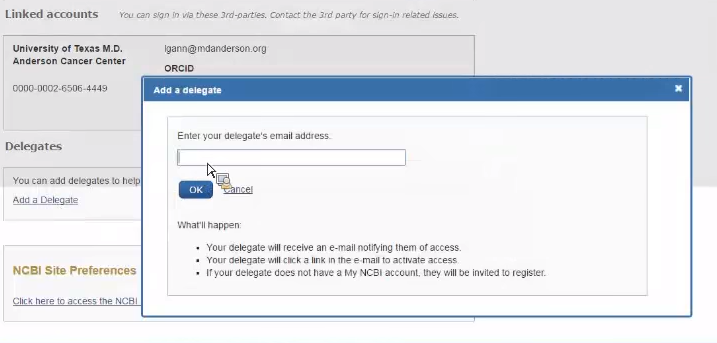 Linked accounts You can sign in via these 3rd-parties. Contact the 3rd party for sign-in related issues.
University of Texas M.D. lgann@mdanderson.org
Anderson Cancer Center
ORCID
0000-0002-6506-4449
Add a delegate
Enter your delegate's email address.
OK Cancel
What'll happen:
Your delegate will receive an e-mail notifying them of access.
Your delegate will click a link in the e-mail to activate access.
If your delegate does not have a My NCBI account, they will be invited to register.
Delegates
You can add delegates to help
Add a Delegate
NCBI Site Preferences
Click here to access the NCBI